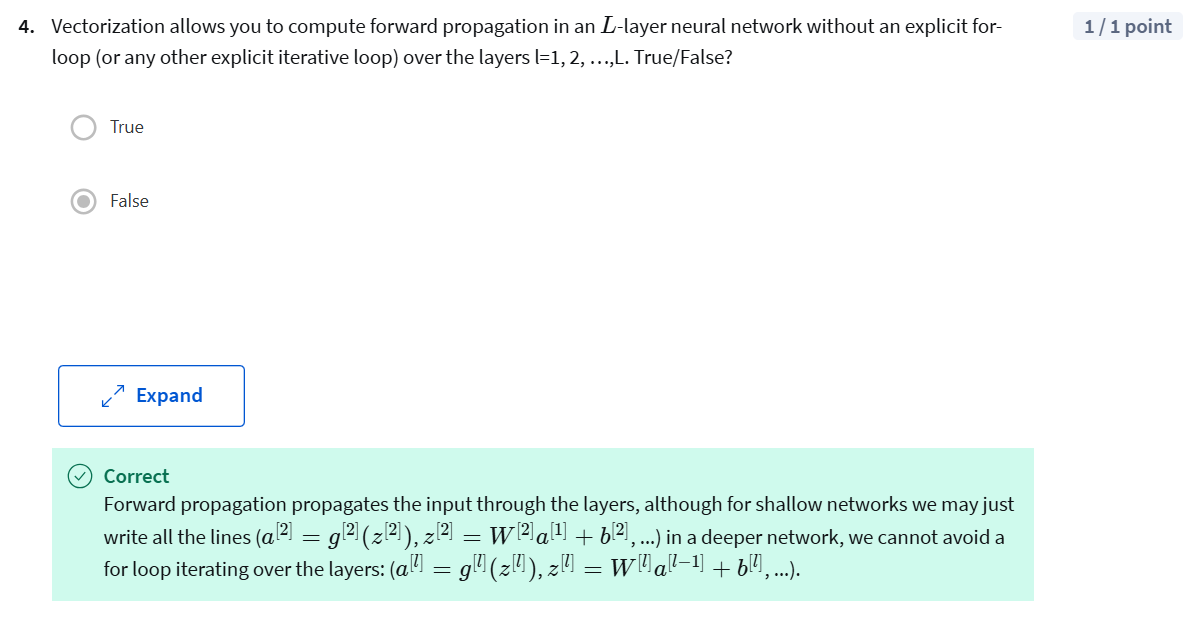 4. Vectorization allows you to compute forward propagation in an L-layer neural network without an explicit for-
1 / 1 point
loop (or any other explicit iterative loop) over the layers l=1, 2, …,L. True/False?
True
False
Expand
Correct
Forward propagation propagates the input through the layers, although for shallow networks we may just
write all the lines (a^{[2]} = g^{[2]}(z^{[2]}), z^{[2]} = W^{[2]}a^{[1]} + b^{[2]}, ...) in a deeper network, we cannot avoid a
for loop iterating over the layers: (a^{[l]} = g^{[l]}(z^{[l]}), z^{[l]} = W^{[l]}a^{[l−1]} + b^{[l]}, ...).